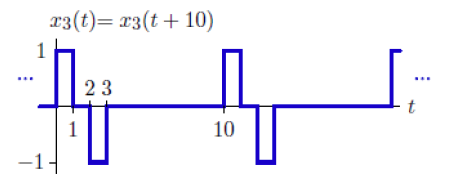 x₃(t)= x₃(t + 10)
1
... 2 3 ...
t
1 10
−1